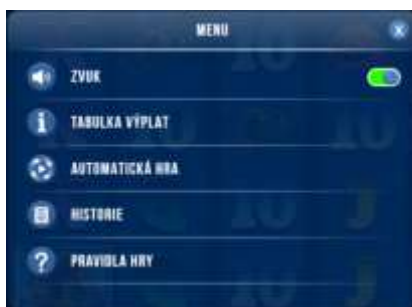 MENU
ZVUK
TABULKA VÝPLAT
AUTOMATICKÁ HRA
HISTORIE
PRAVIDLA HRY